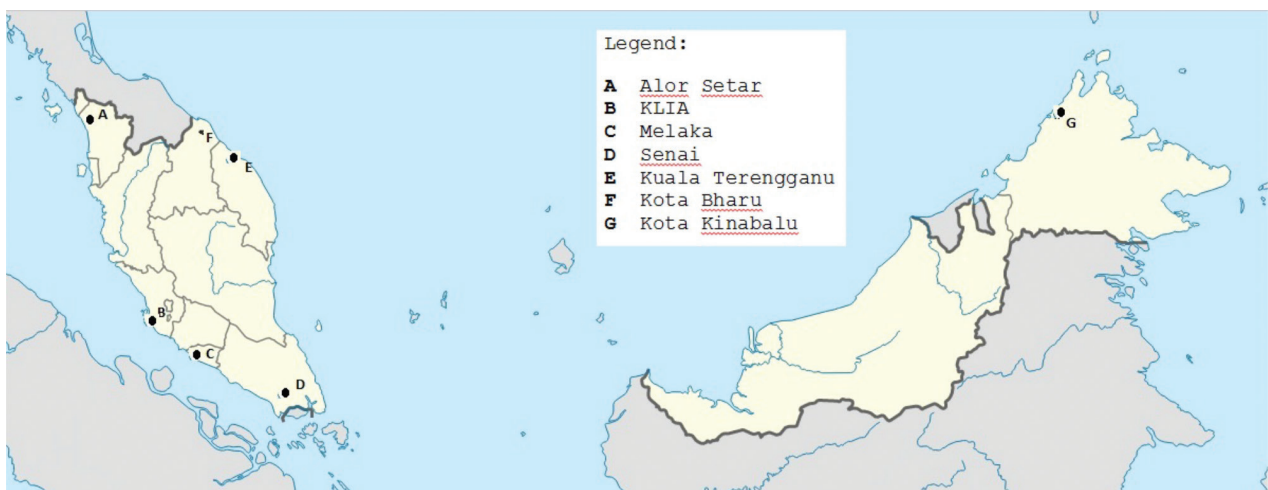 Legend:
A Alor Setar
B KLIA
C Melaka
D Senai
E Kuala Terengganu
F Kota Bharu
G Kota Kinabalu
A
F
E
G
B
C
D